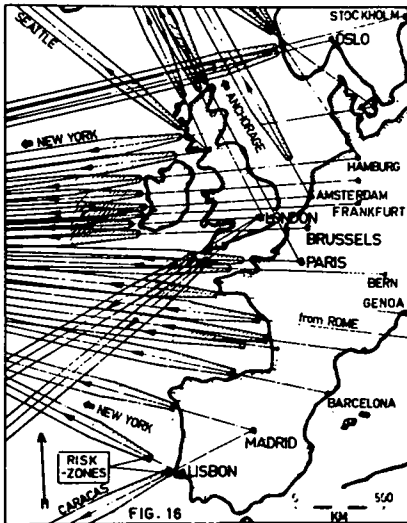 STOCKHOLM
SEATTLE
OSLO
ANCHORAGE
NEW YORK
HAMBURG
AMSTERDAM
FRANKFURT
LONDON
BRUSSELS
PARIS
BERN
GENOA
from ROME
BARCELONA
NEW YORK
MADRID
RISK
-ZONES
LISBON
CARACAS
FIG. 16
0 500
KM